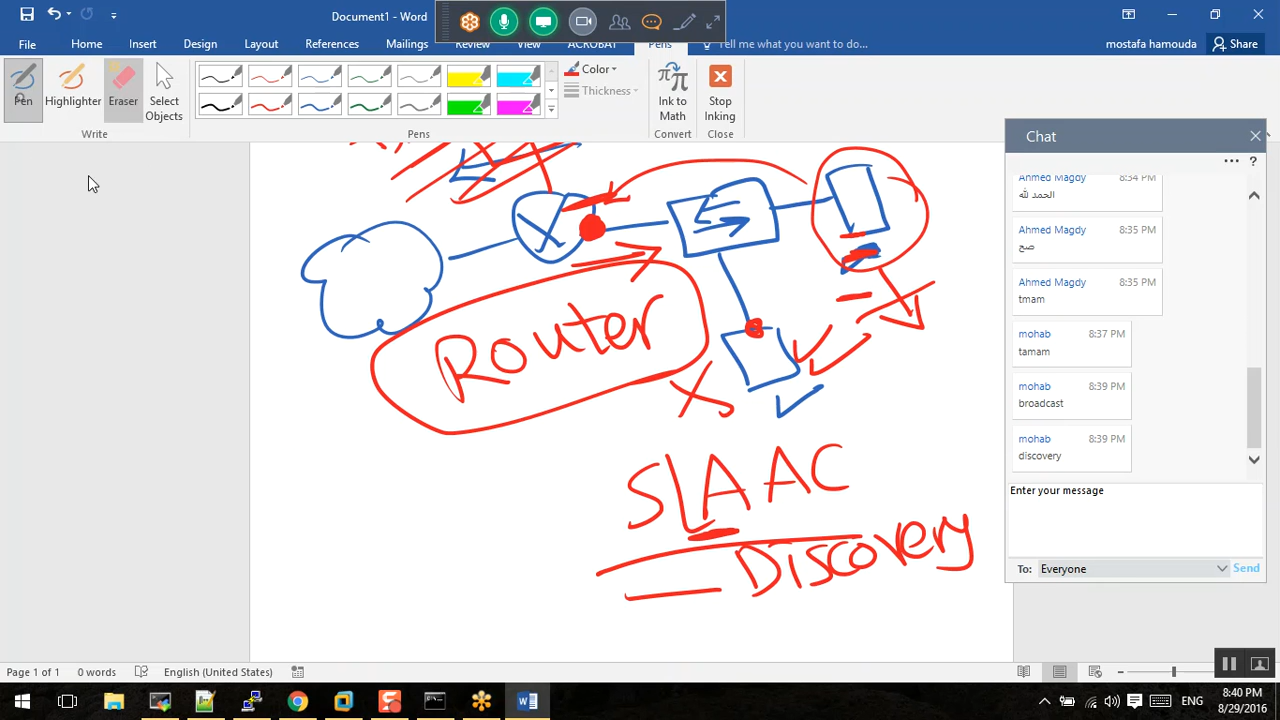 Document1 - Word
File
Home
Insert
Design
Layout
References
Mailings
Review
View
ACROBAT
Pens
Tell me what you want to do...
mostafa hamouda
Share
Pen
Highlighter
Eraser
Select Objects
Color
Thickness
Ink to Math
Stop Inking
Write
Pens
Convert
Close
Chat
Ahmed Magdy 8:34 PM
الحمد لله
Ahmed Magdy 8:35 PM
صح
Ahmed Magdy 8:35 PM
tmam
mohab 8:37 PM
tamam
mohab 8:39 PM
broadcast
mohab 8:39 PM
discovery
Enter your message
To: Everyone
Send
Router
SLAAC
Discovery
Page 1 of 1
0 words
English (United States)
ENG
8:40 PM
8/29/2016